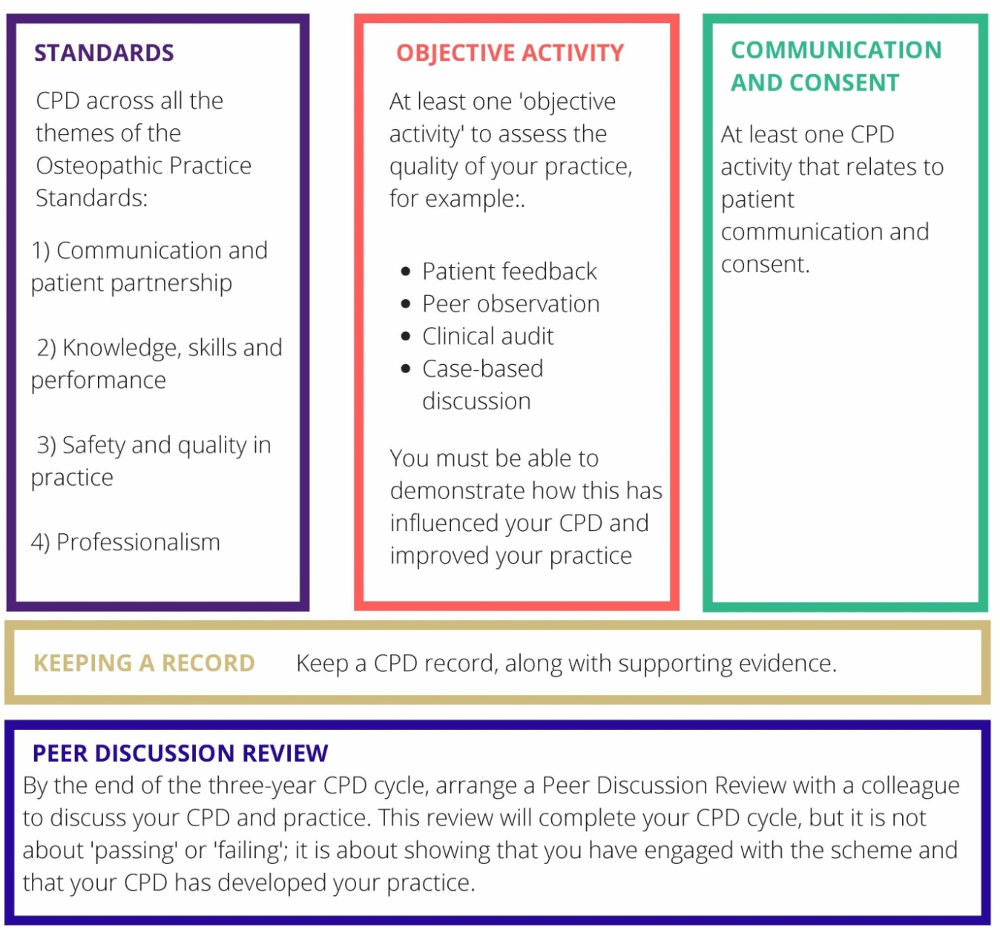 STANDARDS
CPD across all the
themes of the
Osteopathic Practice
Standards:
1) Communication and
patient partnership
2) Knowledge, skills and
performance
3) Safety and quality in
practice
4) Professionalism
OBJECTIVE ACTIVITY
At least one 'objective
activity' to assess the
quality of your practice,
for example:.
• Patient feedback
• Peer observation
• Clinical audit
• Case-based
discussion
You must be able to
demonstrate how this has
influenced your CPD and
improved your practice
COMMUNICATION
AND CONSENT
At least one CPD
activity that relates to
patient
communication and
consent.
KEEPING A RECORD Keep a CPD record, along with supporting evidence.
PEER DISCUSSION REVIEW
By the end of the three-year CPD cycle, arrange a Peer Discussion Review with a colleague
to discuss your CPD and practice. This review will complete your CPD cycle, but it is not
about 'passing' or 'failing'; it is about showing that you have engaged with the scheme and
that your CPD has developed your practice.